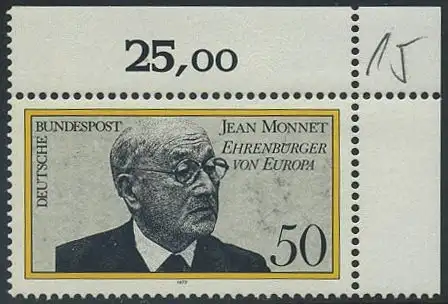 25,00
15
DEUTSCHE BUNDESPOST
JEAN MONNET
EHRENBÜRGER
VON EUROPA
50
1977